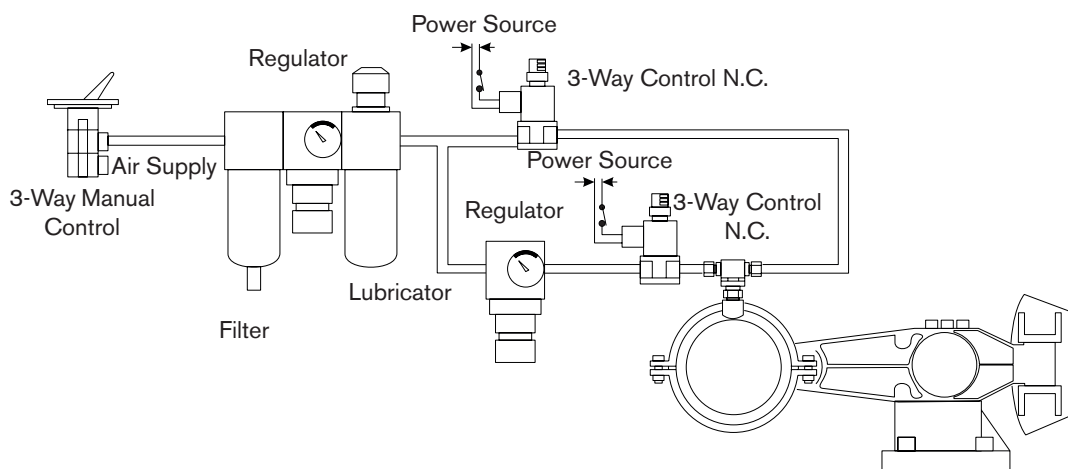 Power Source
Regulator
3-Way Control N.C.
Air Supply
3-Way Manual
Control
Power Source
Regulator
3-Way Control
N.C.
Lubricator
Filter